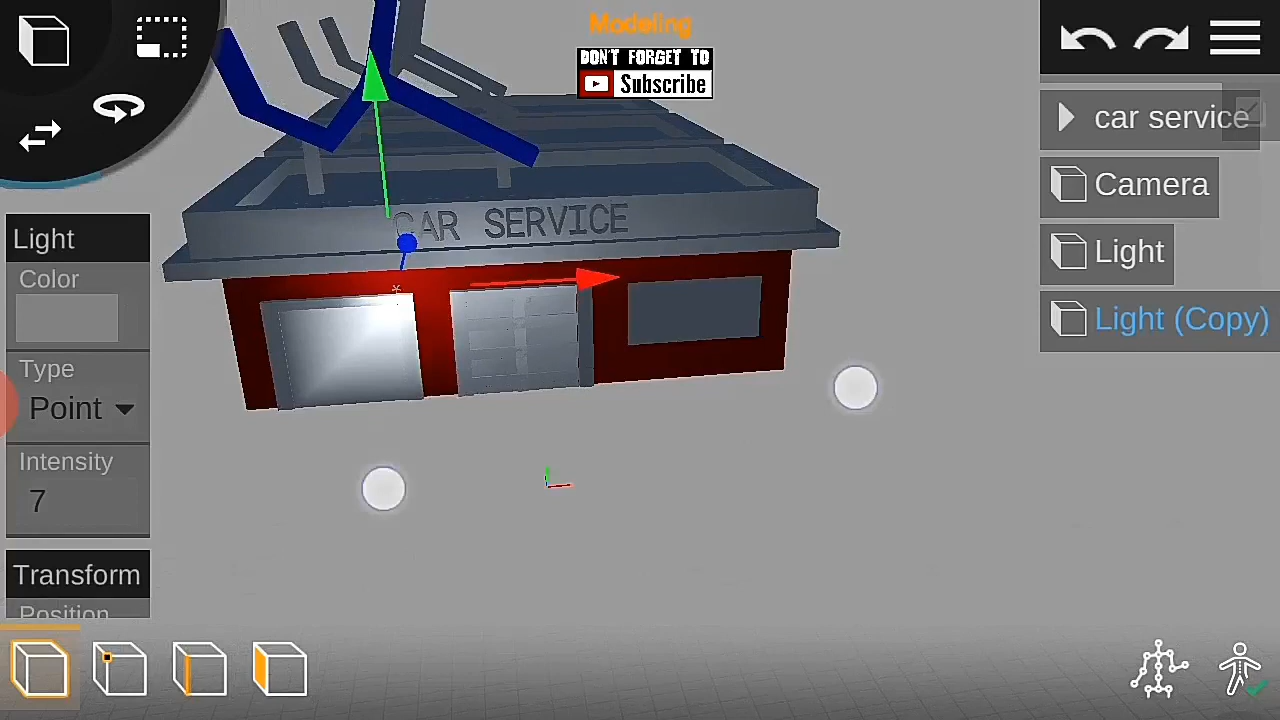 Modeling
DON'T FORGET TO
Subscribe
car service
Camera
Light
Light (Copy)
Light
Color
Type
Point
Intensity
7
Transform
Position
CAR SERVICE